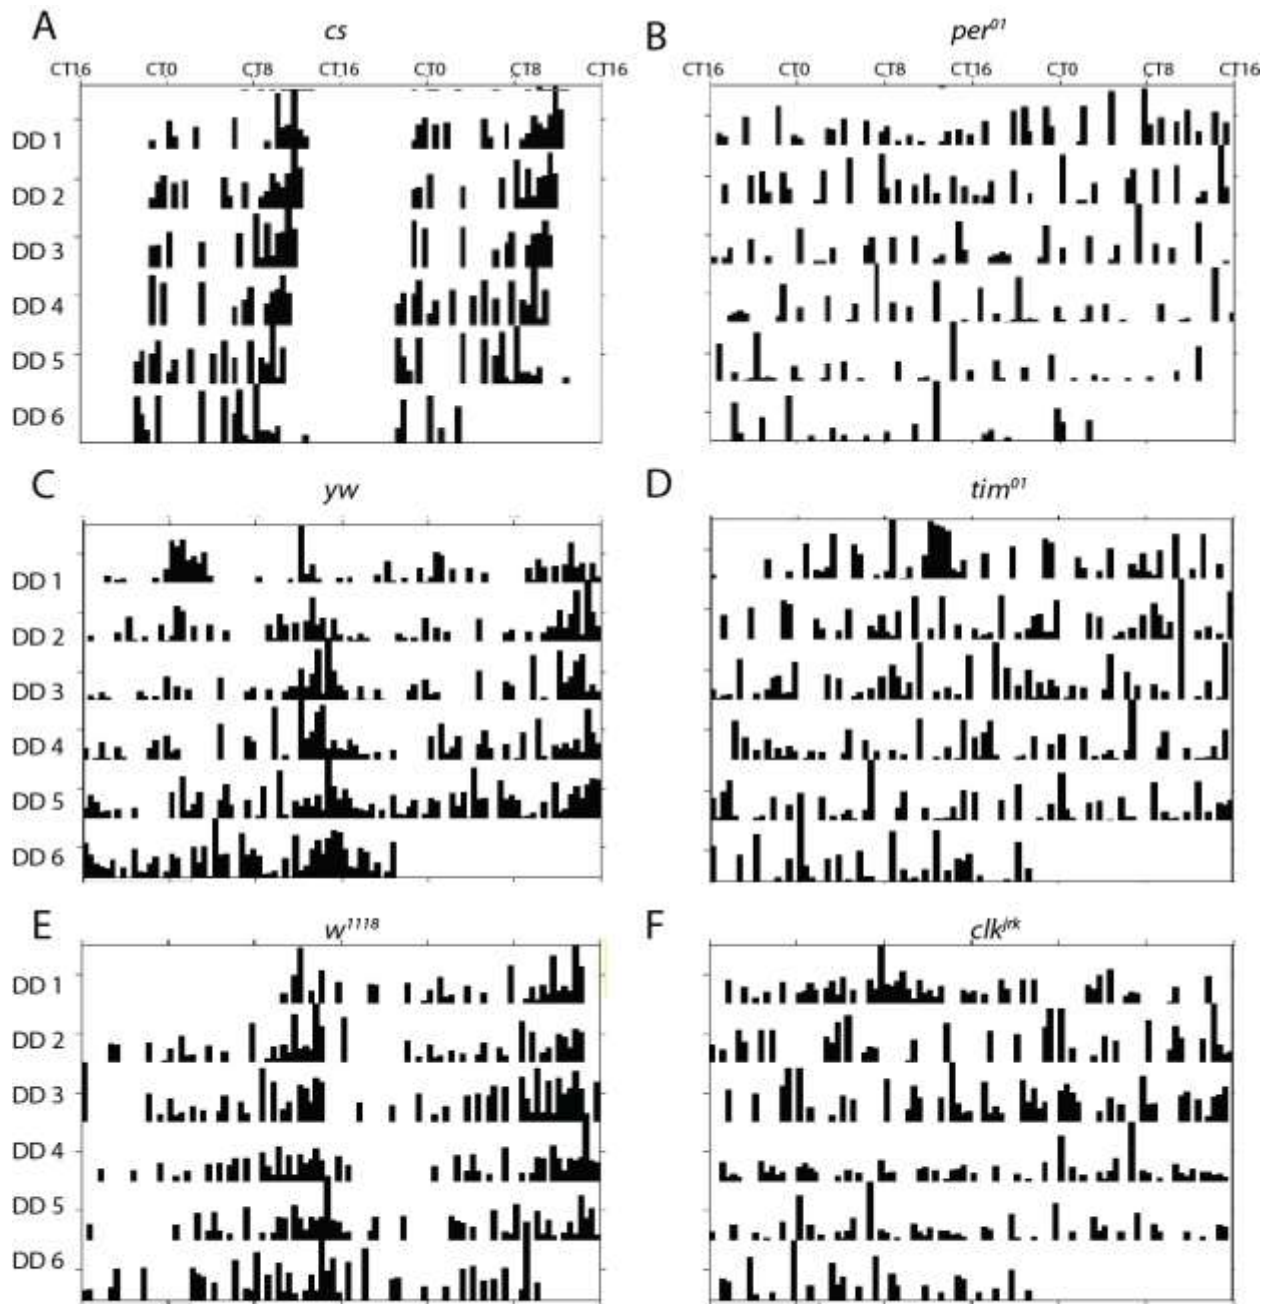 A
cs
B
per⁰¹
CT16 CT0 CT8 CT16 CT0 CT8 CT16
CT16 CT0 CT8 CT16 CT0 CT8 CT16
DD 1
DD 2
DD 3
DD 4
DD 5
DD 6
C
yw
D
tim⁰¹
DD 1
DD 2
DD 3
DD 4
DD 5
DD 6
E
w¹¹¹⁸
F
clkʲʳᵏ
DD 1
DD 2
DD 3
DD 4
DD 5
DD 6